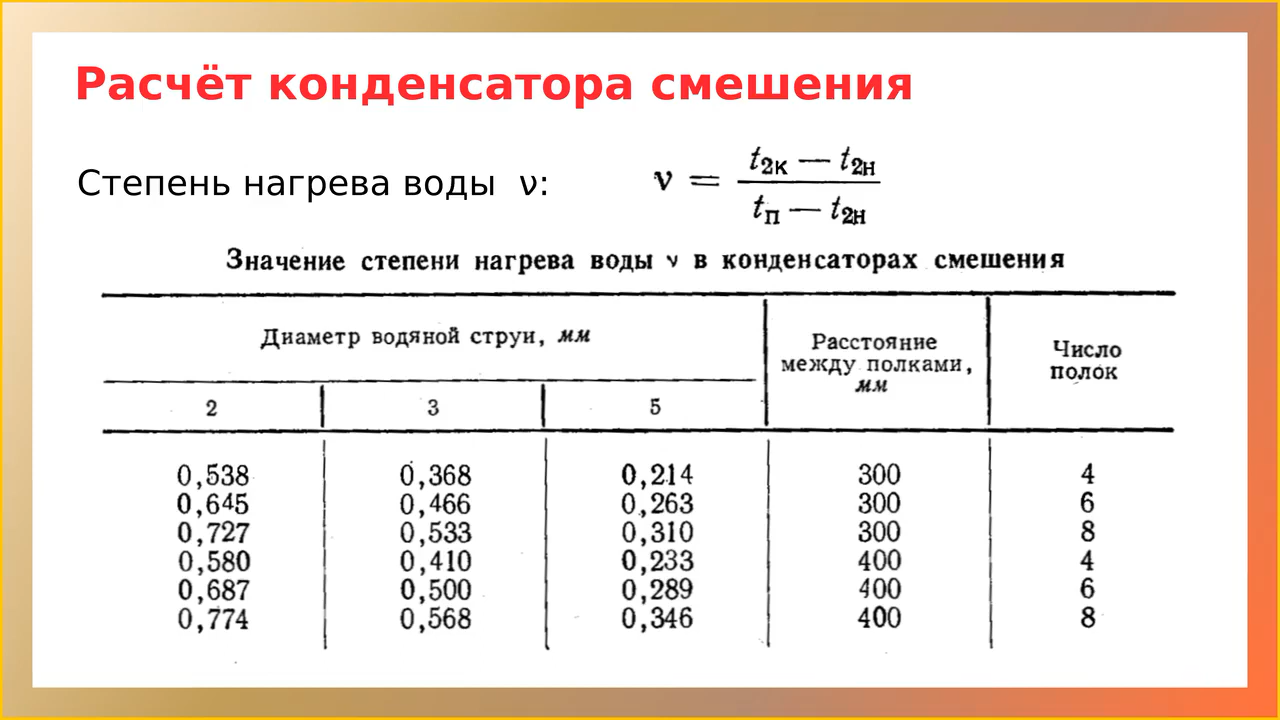 Расчёт конденсатора смешения
Степень нагрева воды ν:
ν = (t2к — t2н) / (tп — t2н)
Значение степени нагрева воды ν в конденсаторах смешения
Диаметр водяной струи, мм
Расстояние между полками, мм
Число полок
2 3 5
0,538 0,368 0,214 300 4
0,645 0,466 0,263 300 6
0,727 0,533 0,310 300 8
0,580 0,410 0,233 400 4
0,687 0,500 0,289 400 6
0,774 0,568 0,346 400 8